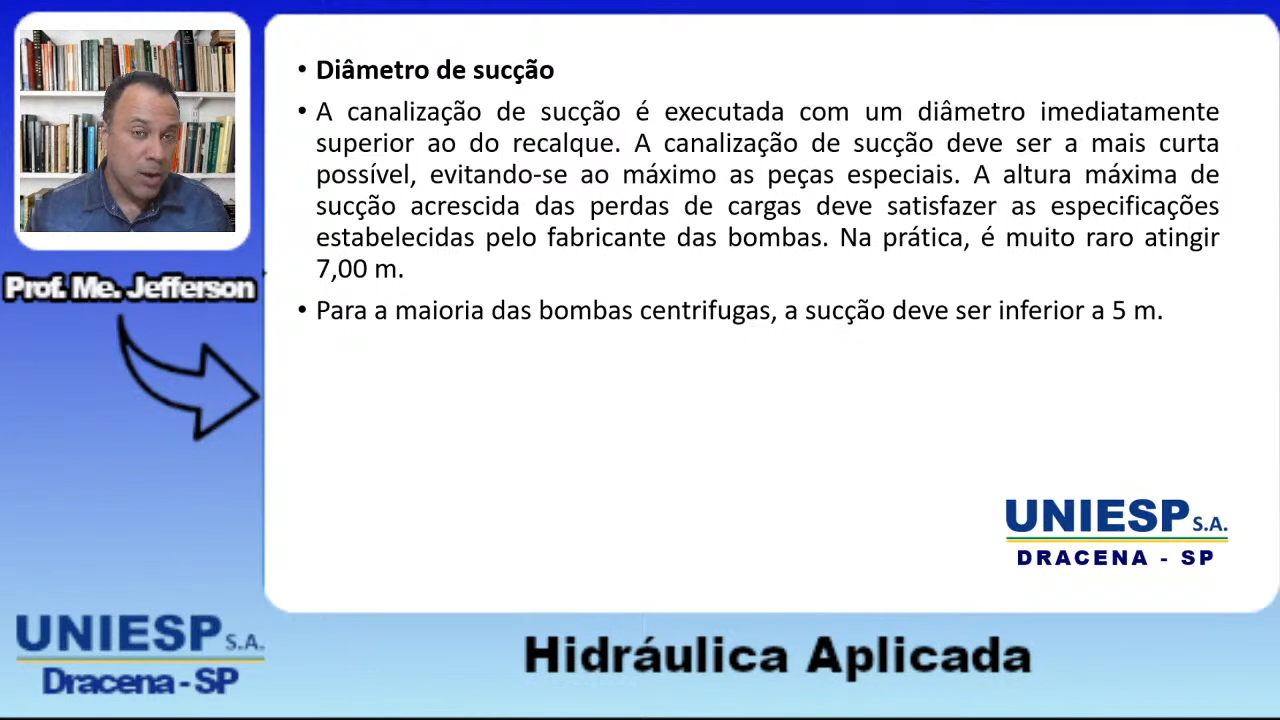 • Diâmetro de sucção
• A canalização de sucção é executada com um diâmetro imediatamente
superior ao do recalque. A canalização de sucção deve ser a mais curta
possível, evitando-se ao máximo as peças especiais. A altura máxima de
sucção acrescida das perdas de cargas deve satisfazer as especificações
estabelecidas pelo fabricante das bombas. Na prática, é muito raro atingir
7,00 m.
• Para a maioria das bombas centrifugas, a sucção deve ser inferior a 5 m.
Prof. Me. Jefferson
UNIESP S.A.
DRACENA - SP
UNIESP S.A.
Dracena - SP
Hidráulica Aplicada